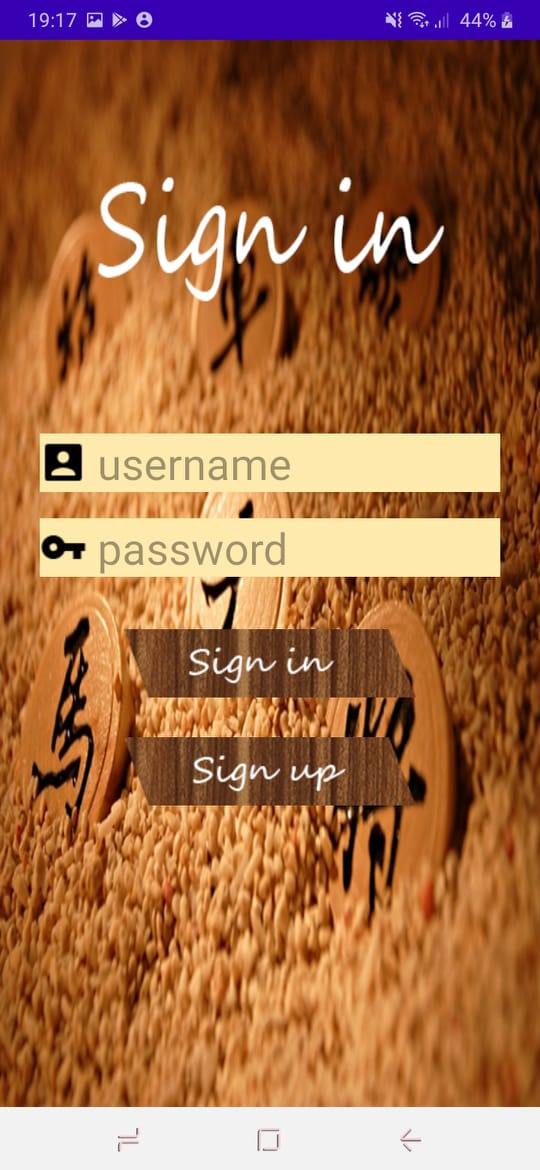 19:17 44%
Sign in
username
password
馬
Sign in
Sign up